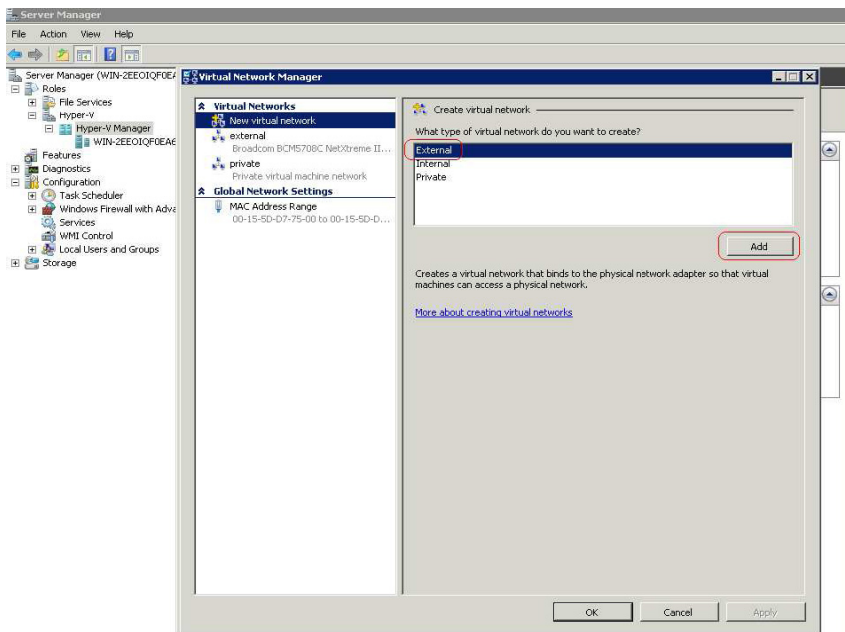 Server Manager
File Action View Help
Server Manager (WIN-2EEOIQF0EA
Roles
File Services
Hyper-V
Hyper-V Manager
WIN-2EEOIQF0EA6
Features
Diagnostics
Configuration
Task Scheduler
Windows Firewall with Adva
Services
WMI Control
Local Users and Groups
Storage
Virtual Network Manager
Virtual Networks
New virtual network
external
Broadcom BCM5708C NetXtreme II...
private
Private virtual machine network
Global Network Settings
MAC Address Range
00-15-5D-D7-75-00 to 00-15-5D-D...
Create virtual network
What type of virtual network do you want to create?
External
Internal
Private
Add
Creates a virtual network that binds to the physical network adapter so that virtual
machines can access a physical network.
More about creating virtual networks
OK Cancel Apply